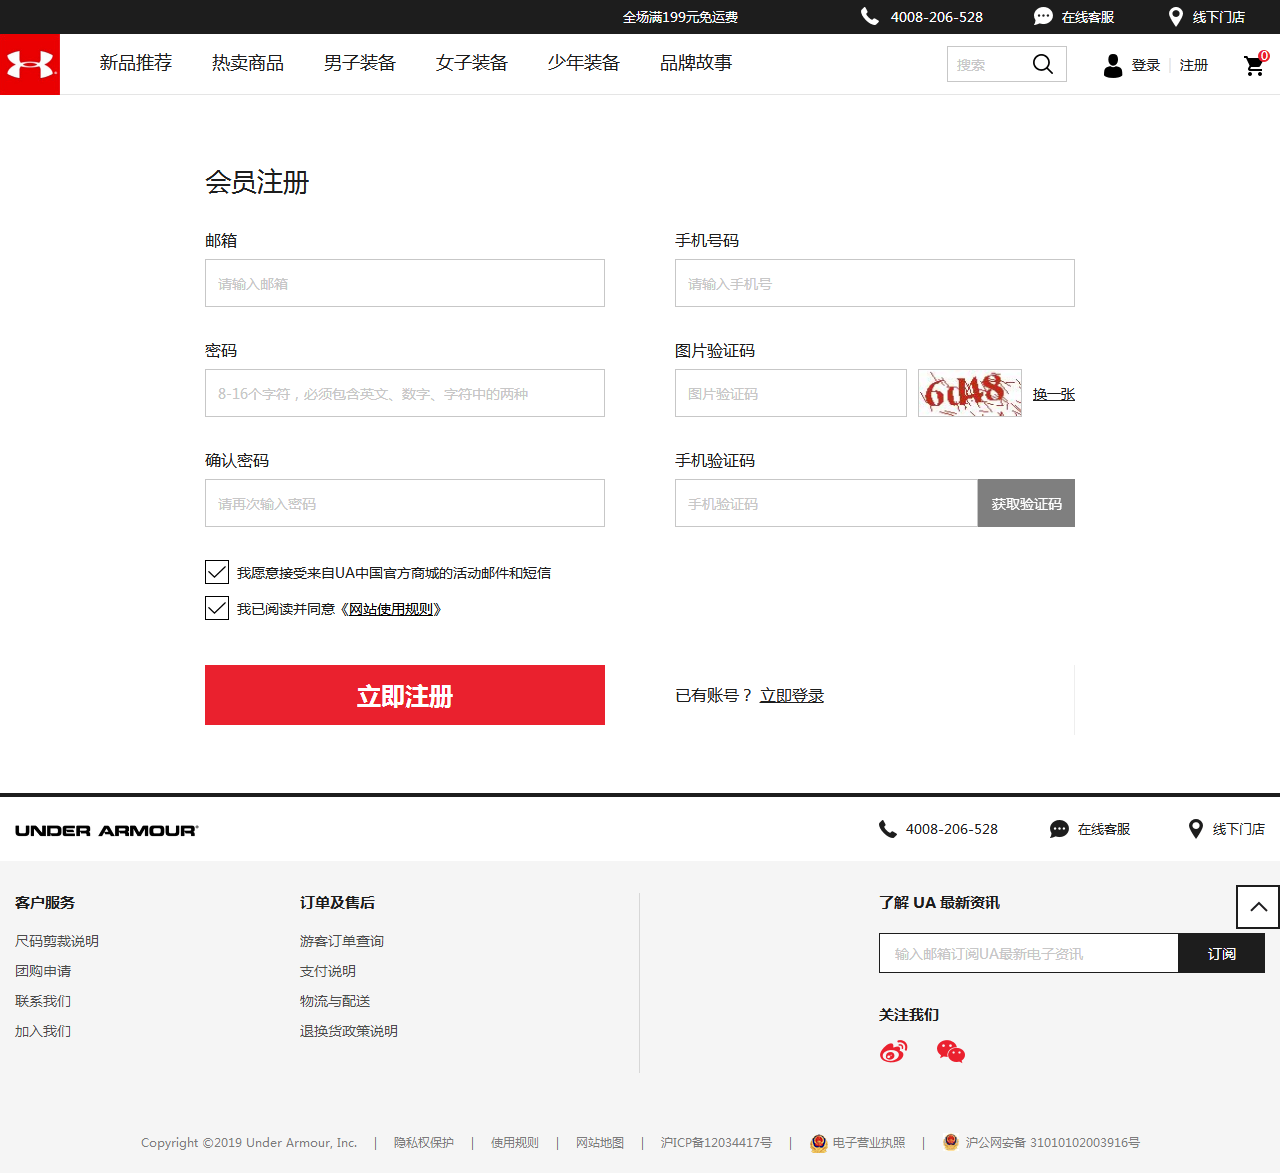 全场满199元免运费 4008-206-528 在线客服 线下门店
新品推荐 热卖商品 男子装备 女子装备 少年装备 品牌故事 搜索 登录 | 注册 0
会员注册
邮箱 手机号码
请输入邮箱 请输入手机号
密码 图片验证码
8-16个字符，必须包含英文、数字、字符中的两种 图片验证码 6d48 换一张
确认密码 手机验证码
请再次输入密码 手机验证码 获取验证码
我愿意接受来自UA中国官方商城的活动邮件和短信
我已阅读并同意《网站使用规则》
立即注册 已有账号？ 立即登录
UNDER ARMOUR 4008-206-528 在线客服 线下门店
客户服务 订单及售后 了解 UA 最新资讯
尺码剪裁说明 游客订单查询 输入邮箱订阅UA最新电子资讯 订阅
团购申请 支付说明
联系我们 物流与配送 关注我们
加入我们 退换货政策说明
Copyright ©2019 Under Armour, Inc. | 隐私权保护 | 使用规则 | 网站地图 | 沪ICP备12034417号 | 电子营业执照 | 沪公网安备 31010102003916号